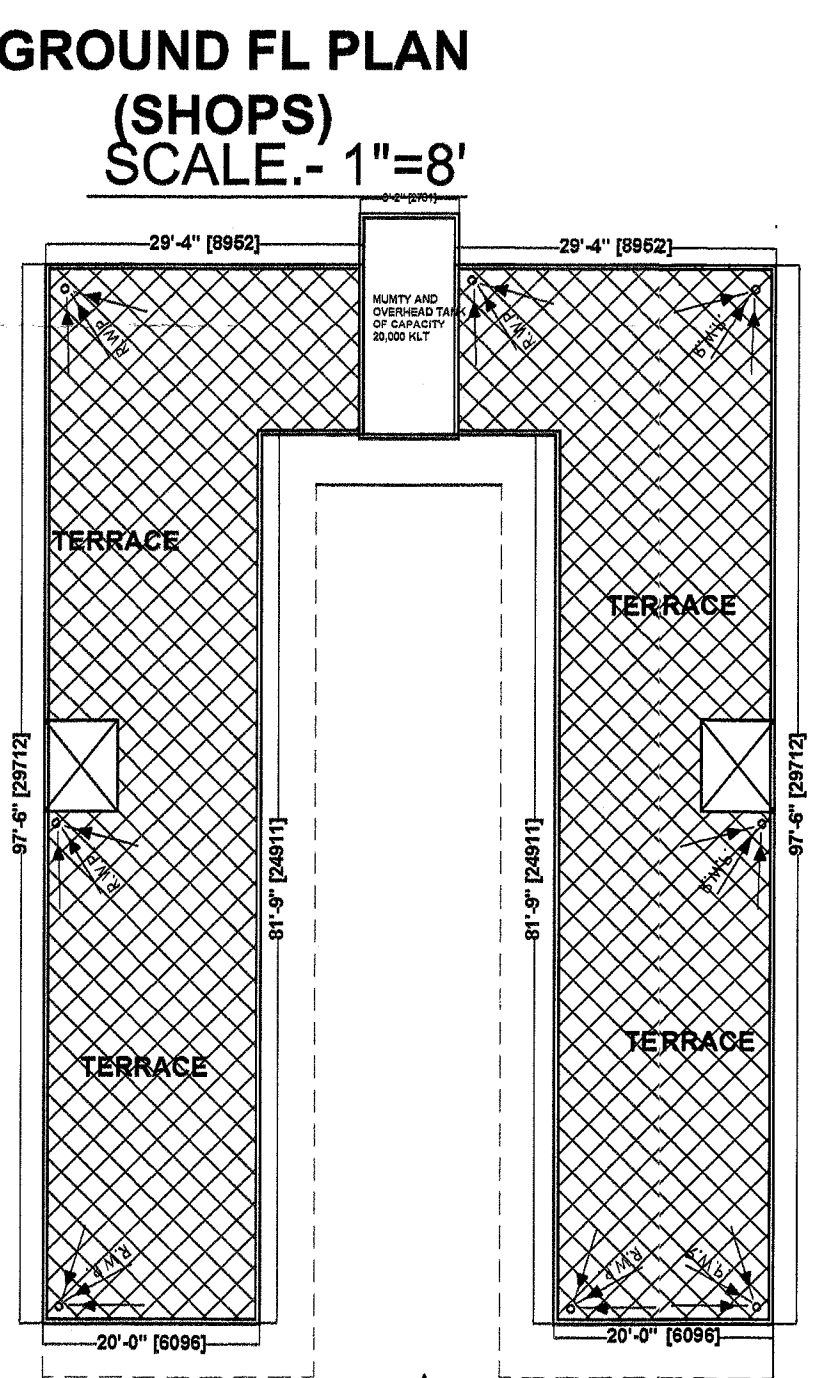 GROUND FL PLAN
(SHOPS)
SCALE.- 1"=8'
29'-4" [8952]
29'-4" [8952]
MUMTY AND
OVERHEAD TANK
OF CAPACITY
20,000 KLT
R.W.P
R.W.P.
R.W.P.
TERRACE
TERRACE
97'-6" [29712]
97'-6" [29712]
R.W.P.
R.W.P.
81'-9" [24911]
81'-9" [24911]
TERRACE
TERRACE
R.W.P.
R.W.P.
R.W.P.
20'-0" [6096]
20'-0" [6096]